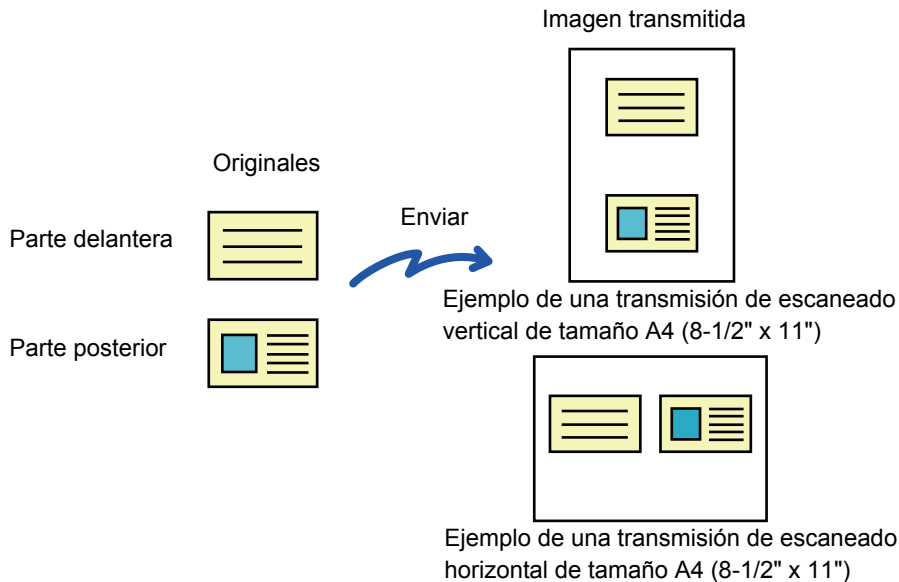 Imagen transmitida
Originales
Parte delantera
Enviar
Parte posterior
Ejemplo de una transmisión de escaneado
vertical de tamaño A4 (8-1/2" x 11")
Ejemplo de una transmisión de escaneado
horizontal de tamaño A4 (8-1/2" x 11")